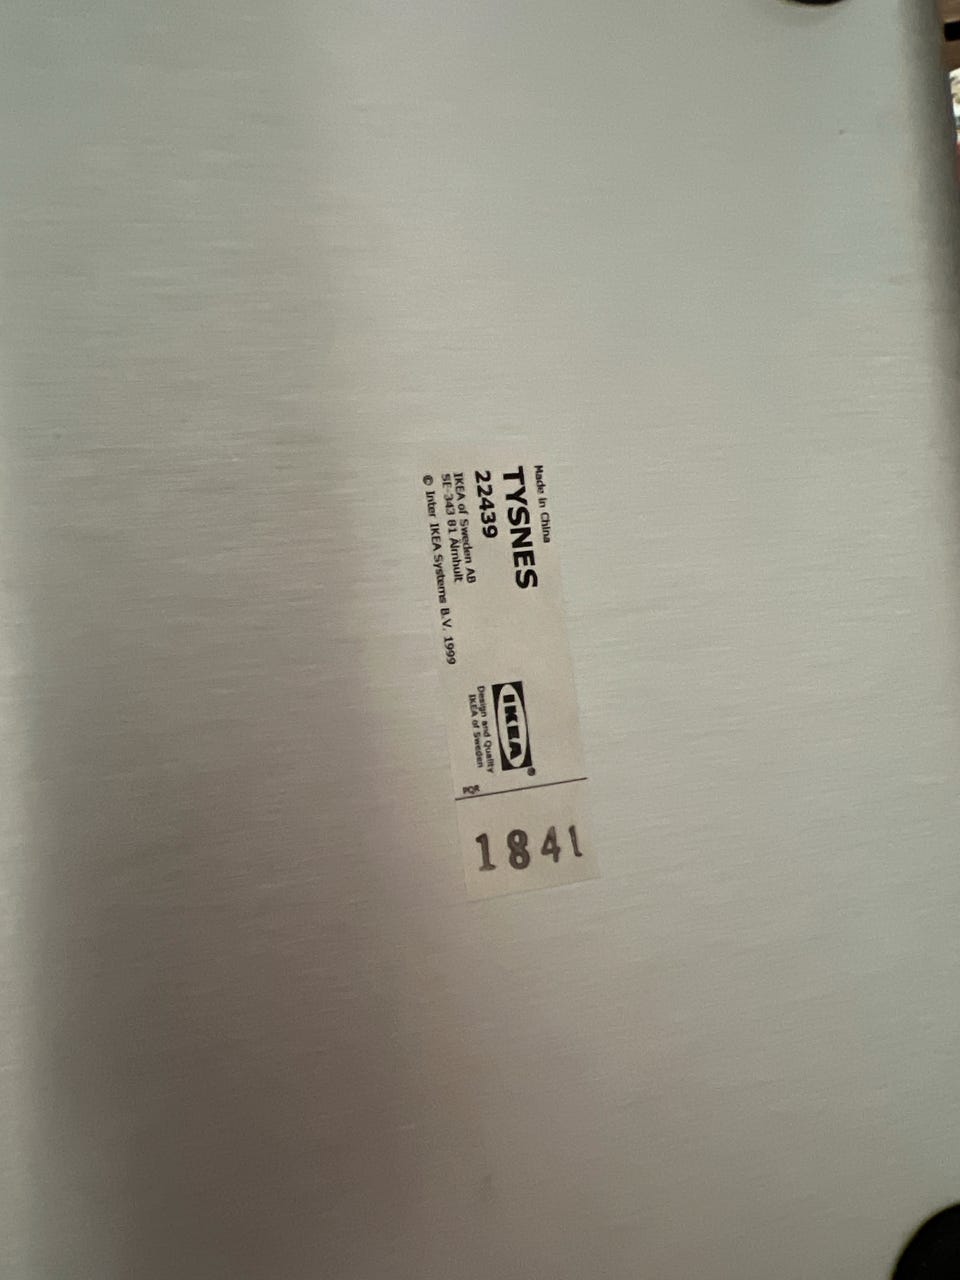 Made in China
TYSNES
22439
IKEA of Sweden AB
SE-343 81 Älmhult
© Inter IKEA Systems B.V. 1999
IKEA®
Design and Quality
IKEA of Sweden
1841